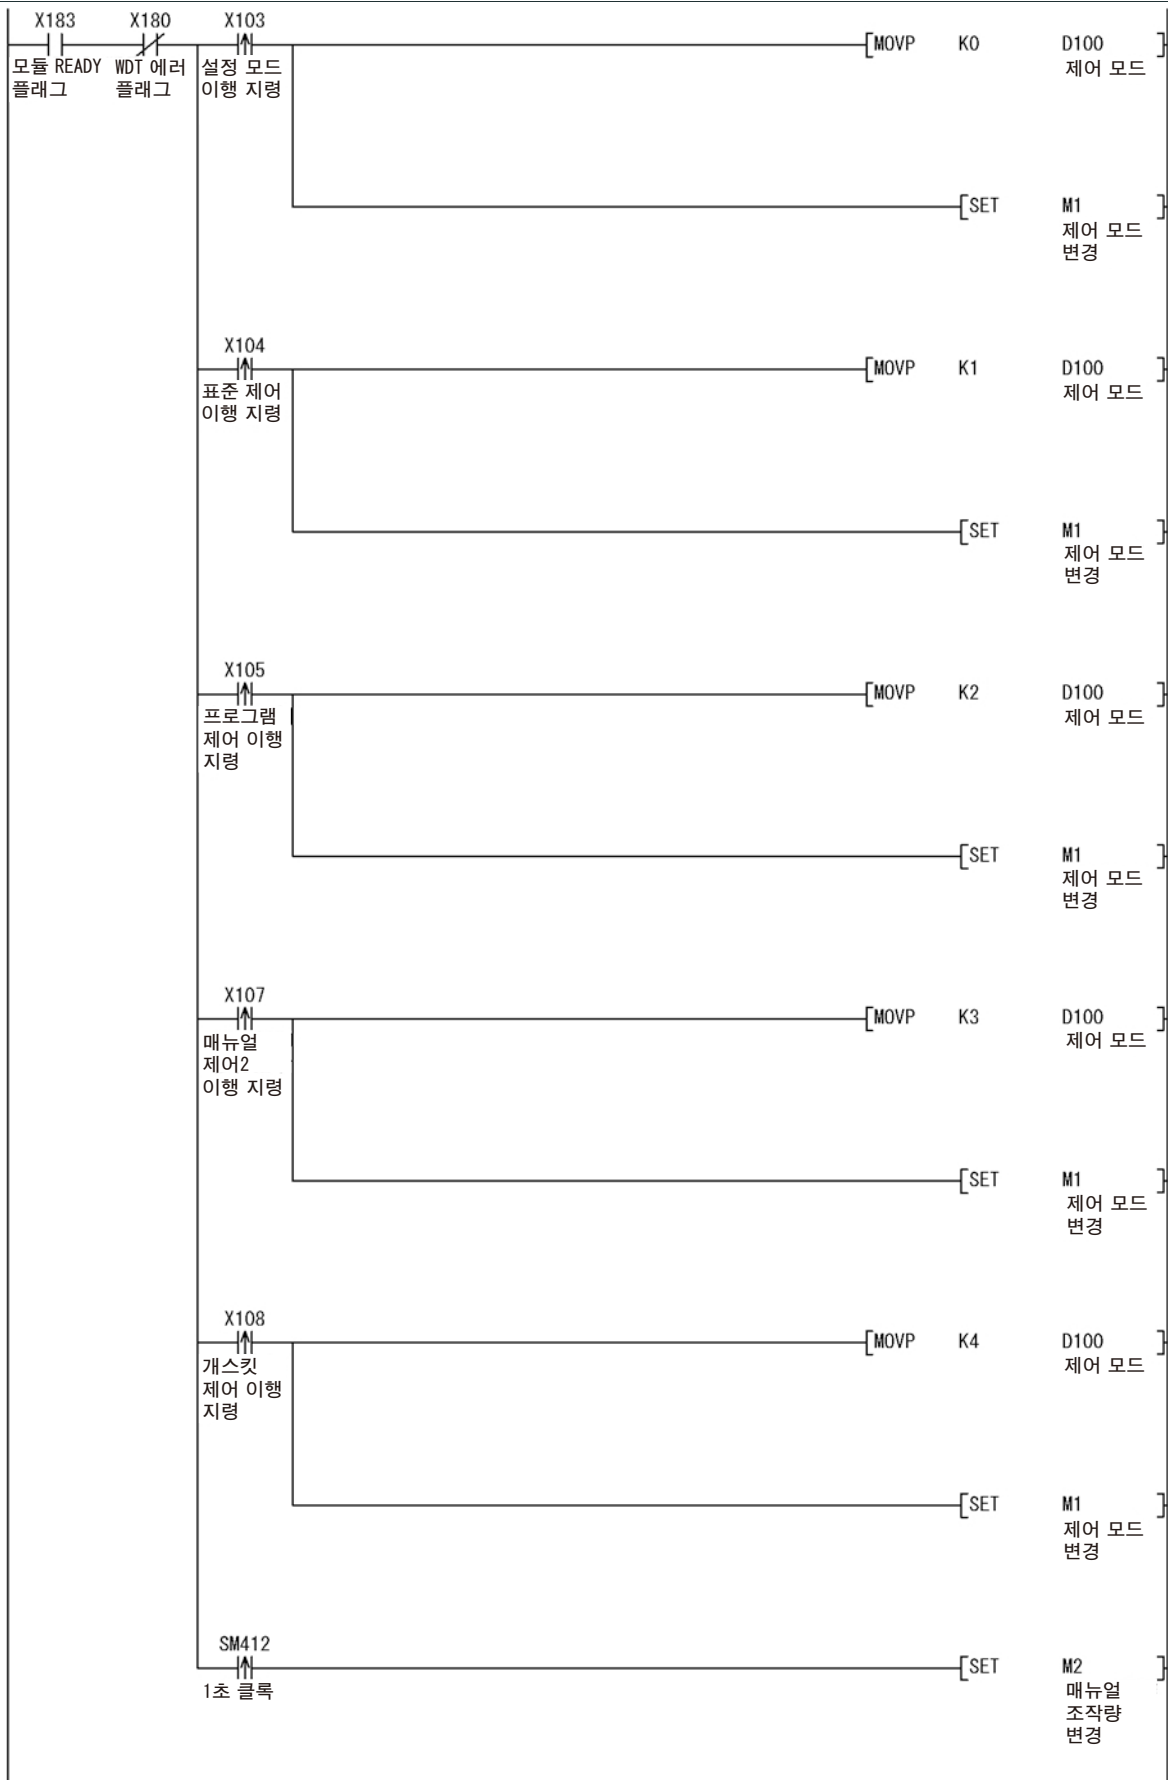 X183 X180 X103
[MOVP K0 D100 ]
모듈 READY WDT 에러 설정 모드 제어 모드
플래그 플래그 이행 지령
[SET M1 ]
제어 모드
변경
X104
[MOVP K1 D100 ]
표준 제어 제어 모드
이행 지령
[SET M1 ]
제어 모드
변경
X105
[MOVP K2 D100 ]
프로그램 제어 모드
제어 이행
지령
[SET M1 ]
제어 모드
변경
X107
[MOVP K3 D100 ]
매뉴얼 제어 모드
제어2
이행 지령
[SET M1 ]
제어 모드
변경
X108
[MOVP K4 D100 ]
개스킷 제어 모드
제어 이행
지령
[SET M1 ]
제어 모드
변경
SM412
[SET M2 ]
1초 클록 매뉴얼
조작량
변경